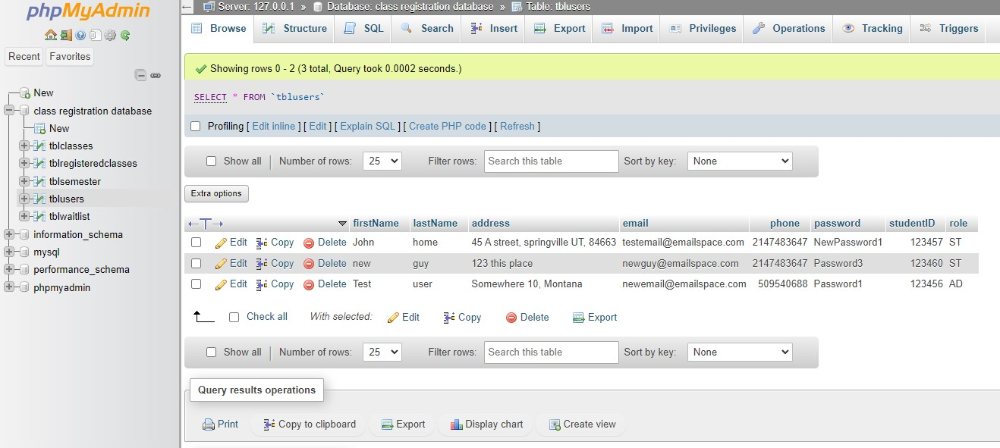 phpMyAdmin
Recent Favorites
New
class registration database
New
tblclasses
tblregisteredclasses
tblsemester
tblusers
tblwaitlist
information_schema
mysql
performance_schema
phpmyadmin
Server: 127.0.0.1 » Database: class registration database » Table: tblusers
Browse Structure SQL Search Insert Export Import Privileges Operations Tracking Triggers
Showing rows 0 - 2 (3 total, Query took 0.0002 seconds.)
SELECT * FROM `tblusers`
Profiling [ Edit inline ] [ Edit ] [ Explain SQL ] [ Create PHP code ] [ Refresh ]
Show all | Number of rows: 25 Filter rows: Search this table Sort by key: None
Extra options
←T→ firstName lastName address email phone password studentID role
Edit Copy Delete John home 45 A street, springville UT, 84663 testemail@emailspace.com 2147483647 NewPassword1 123457 ST
Edit Copy Delete new guy 123 this place newguy@emailspace.com 2147483647 Password3 123460 ST
Edit Copy Delete Test user Somewhere 10, Montana newemail@emailspace.com 509540688 Password1 123456 AD
Check all With selected: Edit Copy Delete Export
Show all | Number of rows: 25 Filter rows: Search this table Sort by key: None
Query results operations
Print Copy to clipboard Export Display chart Create view